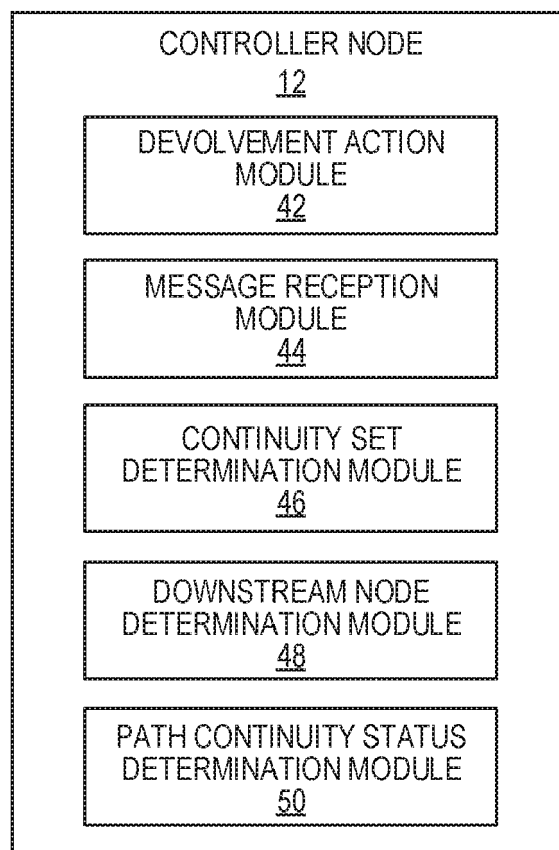 CONTROLLER NODE
12
DEVOLVEMENT ACTION
MODULE
42
MESSAGE RECEPTION
MODULE
44
CONTINUITY SET
DETERMINATION MODULE
46
DOWNSTREAM NODE
DETERMINATION MODULE
48
PATH CONTINUITY STATUS
DETERMINATION MODULE
50